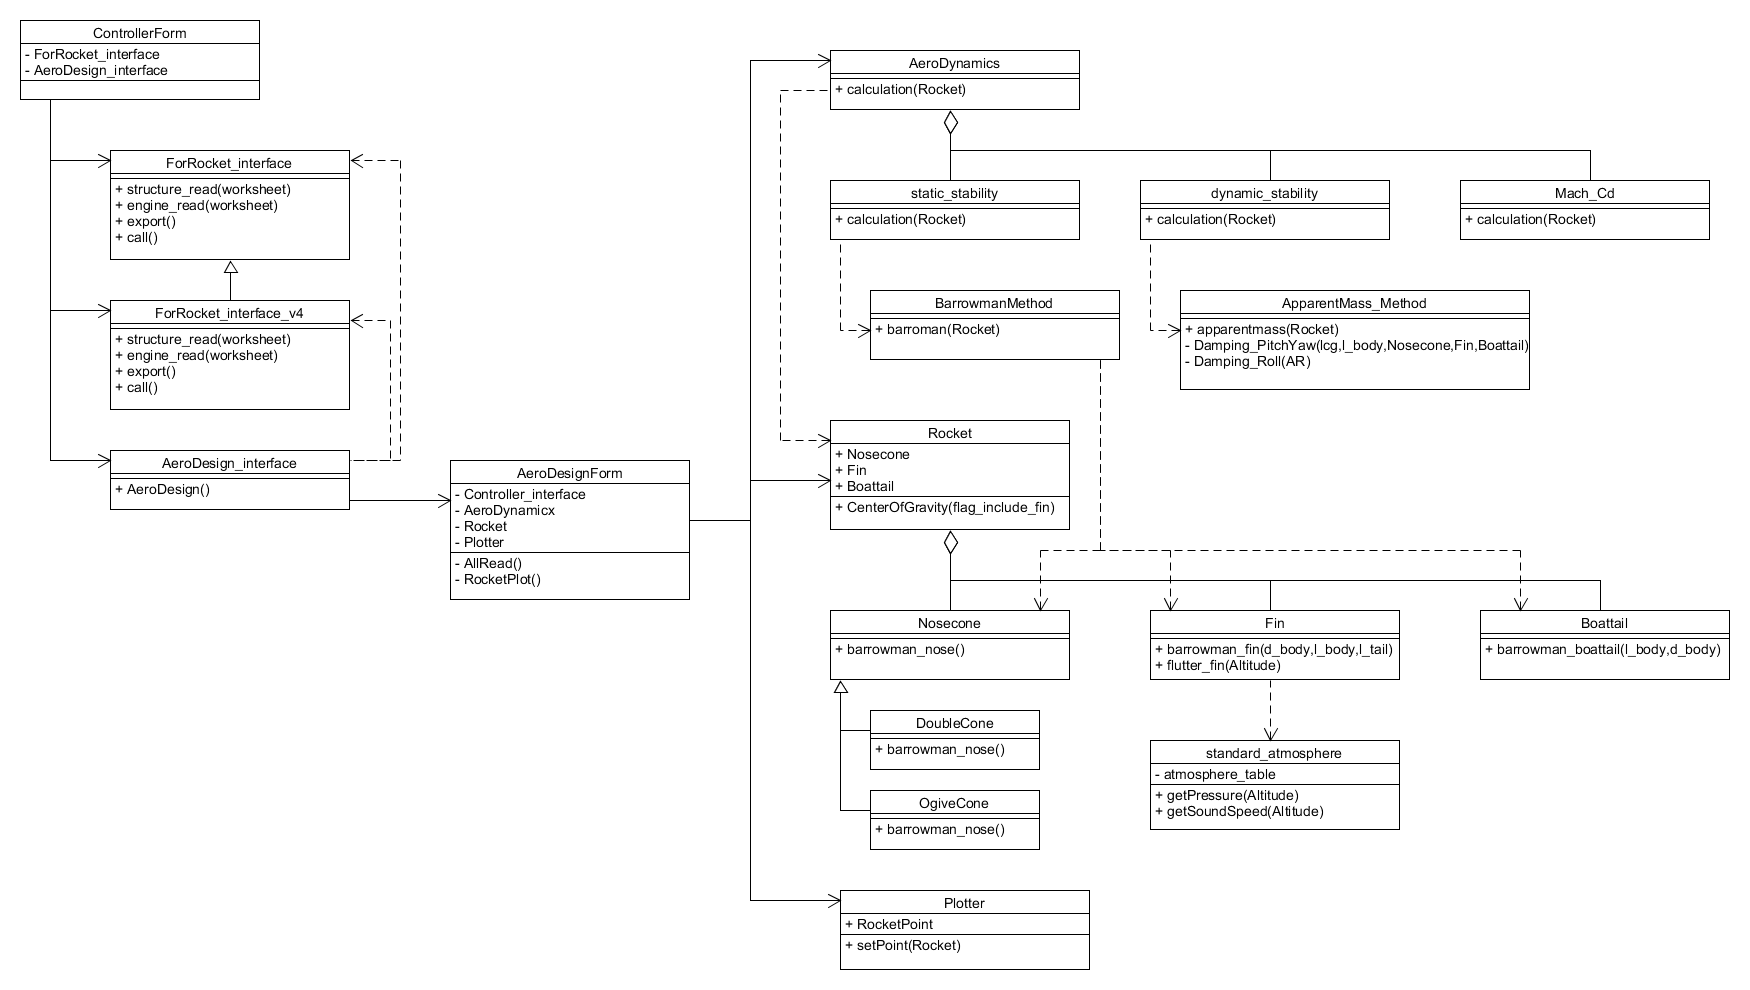 ControllerForm
- ForRocket_interface
- AeroDesign_interface
ForRocket_interface
+ structure_read(worksheet)
+ engine_read(worksheet)
+ export()
+ call()
ForRocket_interface_v4
+ structure_read(worksheet)
+ engine_read(worksheet)
+ export()
+ call()
AeroDesign_interface
+ AeroDesign()
AeroDesignForm
- Controller_interface
- AeroDynamicx
- Rocket
- Plotter
- AllRead()
- RocketPlot()
AeroDynamics
+ calculation(Rocket)
static_stability
+ calculation(Rocket)
dynamic_stability
+ calculation(Rocket)
Mach_Cd
+ calculation(Rocket)
BarrowmanMethod
+ barroman(Rocket)
ApparentMass_Method
+ apparentmass(Rocket)
- Damping_PitchYaw(lcg,l_body,Nosecone,Fin,Boattail)
- Damping_Roll(AR)
Rocket
+ Nosecone
+ Fin
+ Boattail
+ CenterOfGravity(flag_include_fin)
Nosecone
+ barrowman_nose()
Fin
+ barrowman_fin(d_body,l_body,l_tail)
+ flutter_fin(Altitude)
Boattail
+ barrowman_boattail(l_body,d_body)
DoubleCone
+ barrowman_nose()
OgiveCone
+ barrowman_nose()
standard_atmosphere
- atmosphere_table
+ getPressure(Altitude)
+ getSoundSpeed(Altitude)
Plotter
+ RocketPoint
+ setPoint(Rocket)